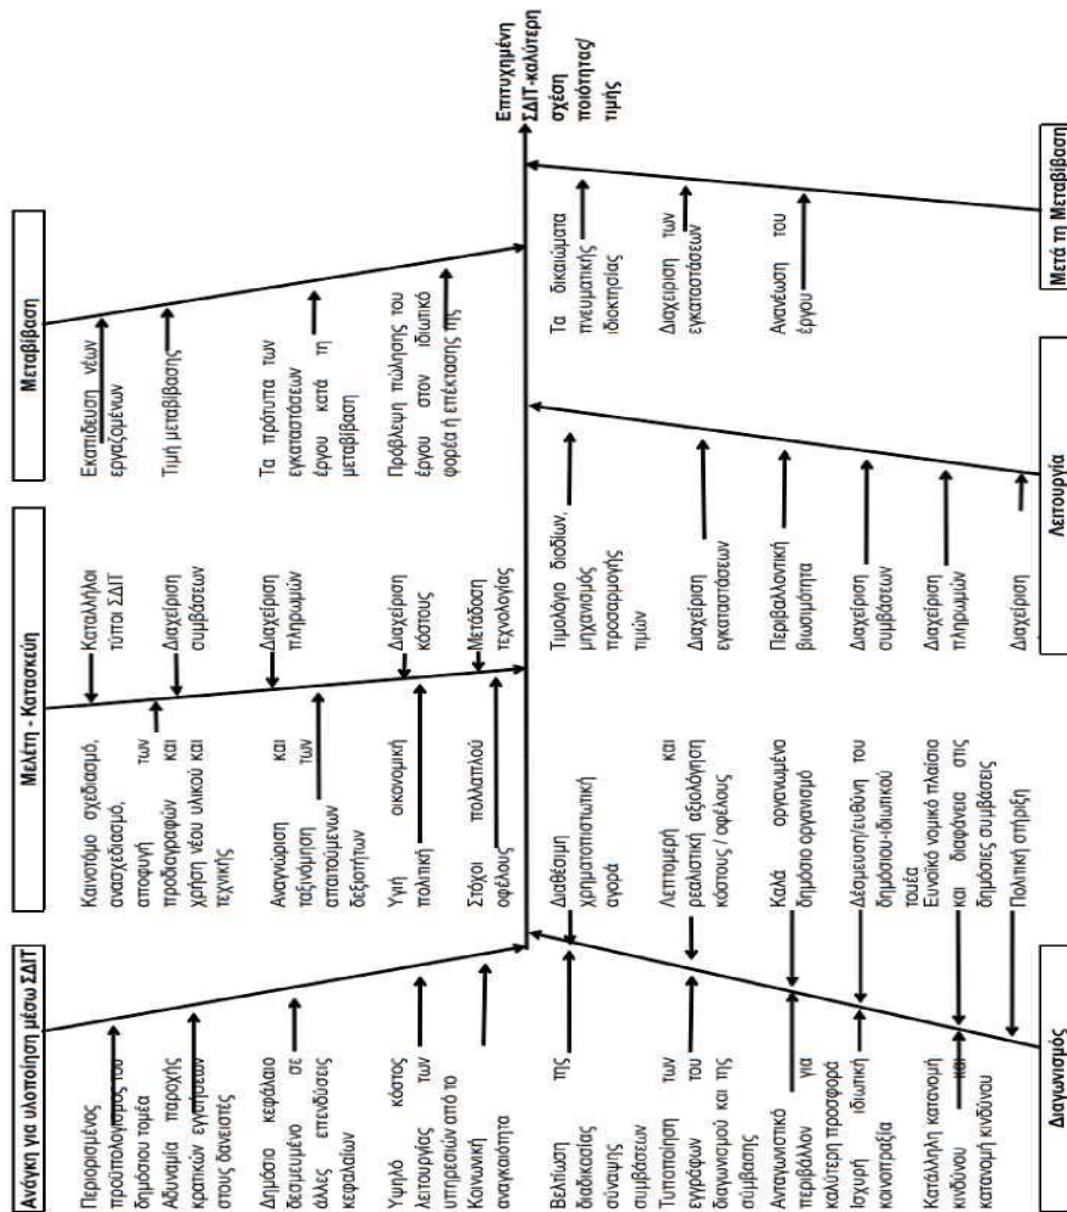 Ανάγκη για υλοποίηση μέσω ΣΔΙΤ
Περιορισμένος
προϋπολογισμος του
δημόσιου τομέα
Αδυναμία παροχής
κρατικών εγγυήσεων
στους δανειστές
Δημόσιο κεφάλαιο
δεσμευμένο σε
άλλες επενδύσεις
κεφαλαίων
Υψηλό κόστος
λειτουργίας των
υπηρεσιών από το
Κοινωνική
αναγκαιότητα
Μελέτη - Κατασκευή
Καινοτόμο σχεδιασμό,
ανασχεδιασμό,
αποφυγή των
προδιαγραφών και
χρήση νέου υλικού και
τεχνικής
Αναγνώριση και
ταξινόμηση των
απαιτούμενων
δεξιοτήτων
Υγιή οικονομική
πολιτική
Στόχοι πολλαπλού
οφέλους
Καταλλήλοι
τύποι ΣΔΙΤ
Διαχείριση
συμβάσεων
Διαχείριση
πληρωμών
Διαχείριση
κόστους
Μετάδοση
τεχνολογίας
Μεταβίβαση
Εκαπίδευση νέων
εργαζομένων
Τιμή μεταβίβασης
Τα πρότυπα των
εγκαταστάσεων
έργου κατά τη
μεταβίβαση
Πρόβλεψη πώλησης του
έργου στον ιδιωτικό
φορέα ή επέκτασης της
Επιτυχημένη
ΣΔΙΤ-καλύτερη
σχέση
ποιότητας/
τιμής
Βελτίωση της
διαδικασίας
σύναψης
συμβάσεων
Τυποποίηση των
εγγράφων του
διαγωνισμού και της
σύμβασης
Ανταγωνιστικό
περιβάλλον για
καλύτερη προσφορά
Ισχυρή ιδιωτική
κοινοπραξία
Κατάλληλη κατανομή
κινδύνου και
κατανομή κινδύνου
Διαθέσιμη
χρηματοπιστωτική
αγορά
Λεπτομερή και
ρεαλιστική αξιολόγηση
κόστους / οφέλους
Καλά οργανωμένο
δημόσιο οργανισμό
Δέσμευση/ευθύνη του
δημόσιου-ιδιωτικού
τομέα
Ευνοϊκό νομικό πλαίσιο
και διαφάνεια στις
δημόσιες συμβάσεις
Πολιτική στήριξη
Διαγωνισμός
Τιμολόγιο διοδίων,
μηχανισμός
προσαρμογής
τιμών
Διαχείριση
εγκαταστάσεων
Περιβαλλοντική
βιωσιμότητα
Διαχείριση
συμβάσεων
Διαχείριση
πληρωμών
Διαχείριση
Λειτουργία
Τα δικαιώματα
πνευματικής
ιδιοκτησίας
Διαχείριση των
εγκαταστάσεων
Ανανέωση του
έργου
Μετά τη Μεταβίβαση